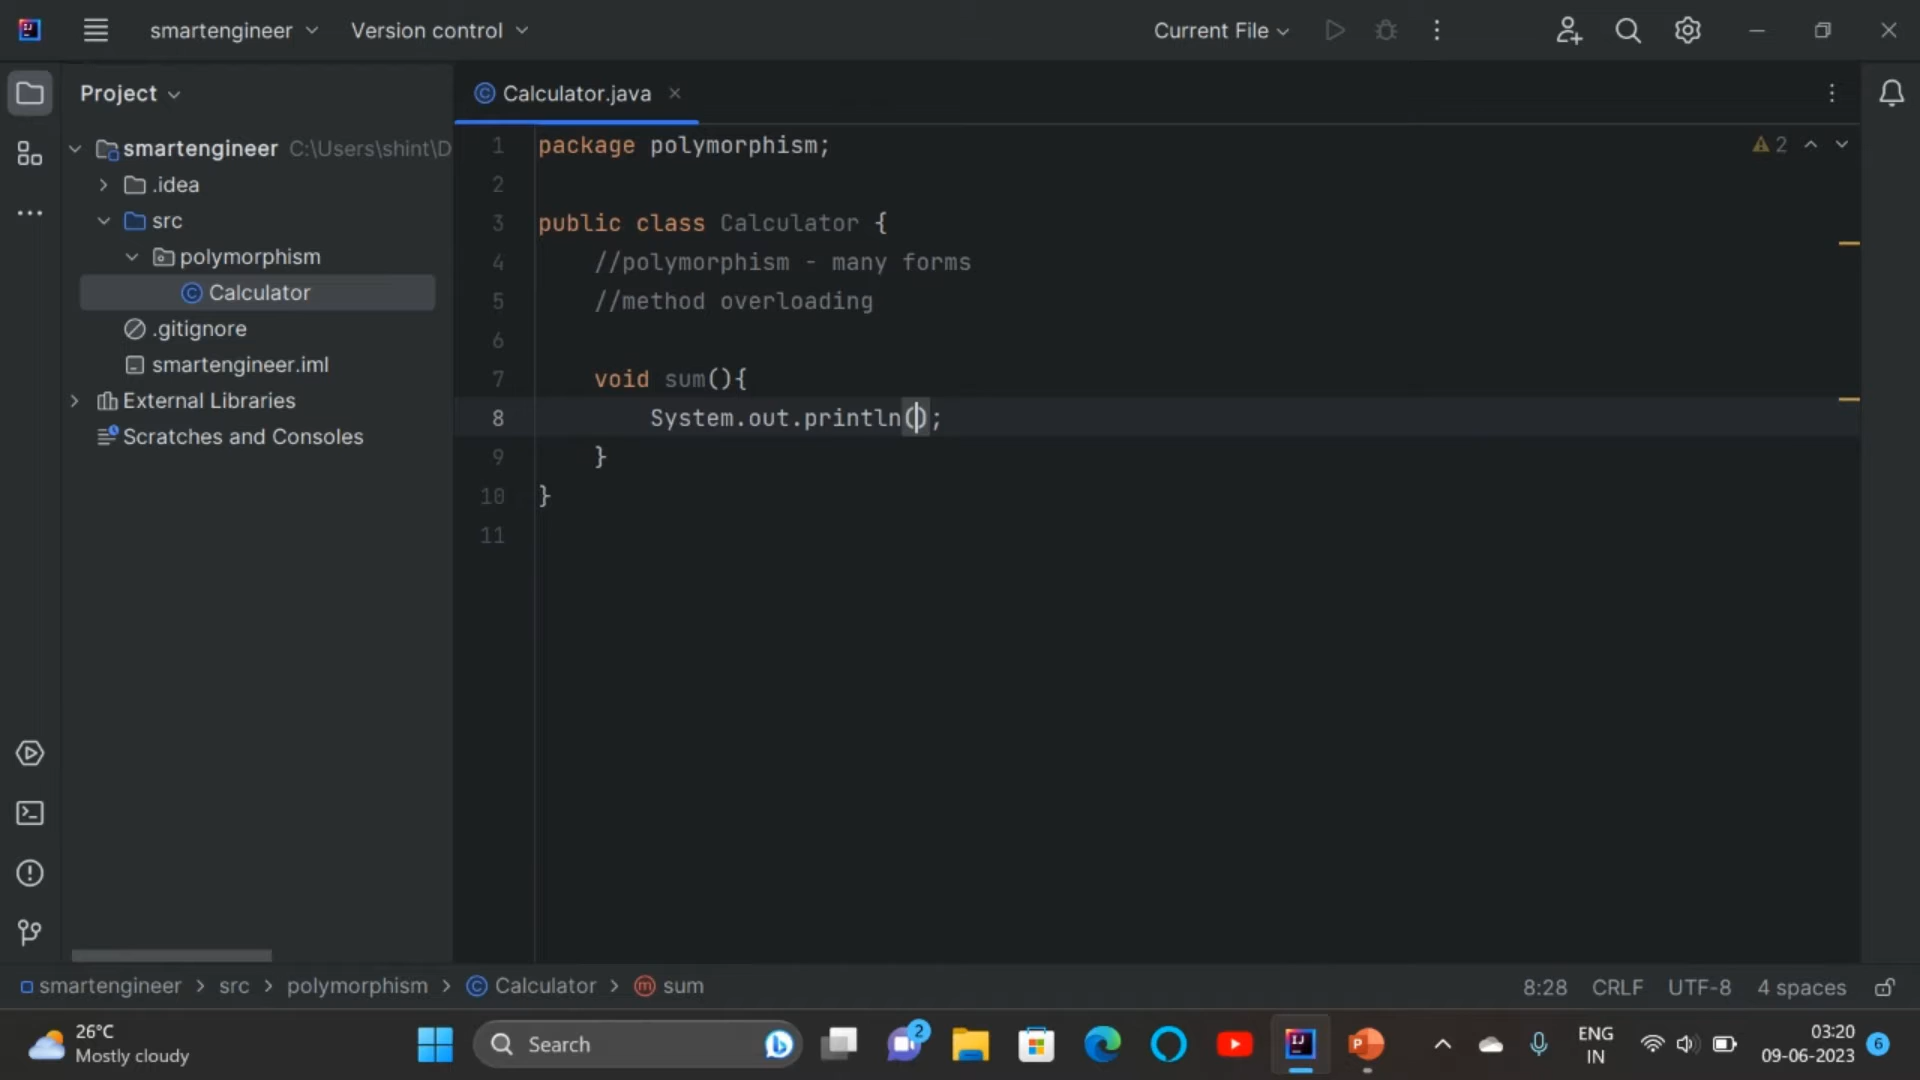 smartengineer Version control Current File
Project
Calculator.java
smartengineer C:\Users\shint\D
.idea
src
polymorphism
Calculator
.gitignore
smartengineer.iml
External Libraries
Scratches and Consoles
1 package polymorphism;
2
3 public class Calculator {
4 //polymorphism - many forms
5 //method overloading
6
7 void sum(){
8 System.out.println();
9 }
10 }
11
2
smartengineer > src > polymorphism > Calculator > sum
8:28 CRLF UTF-8 4 spaces
26°C
Mostly cloudy
Search
2
ENG
IN
03:20
09-06-2023
6